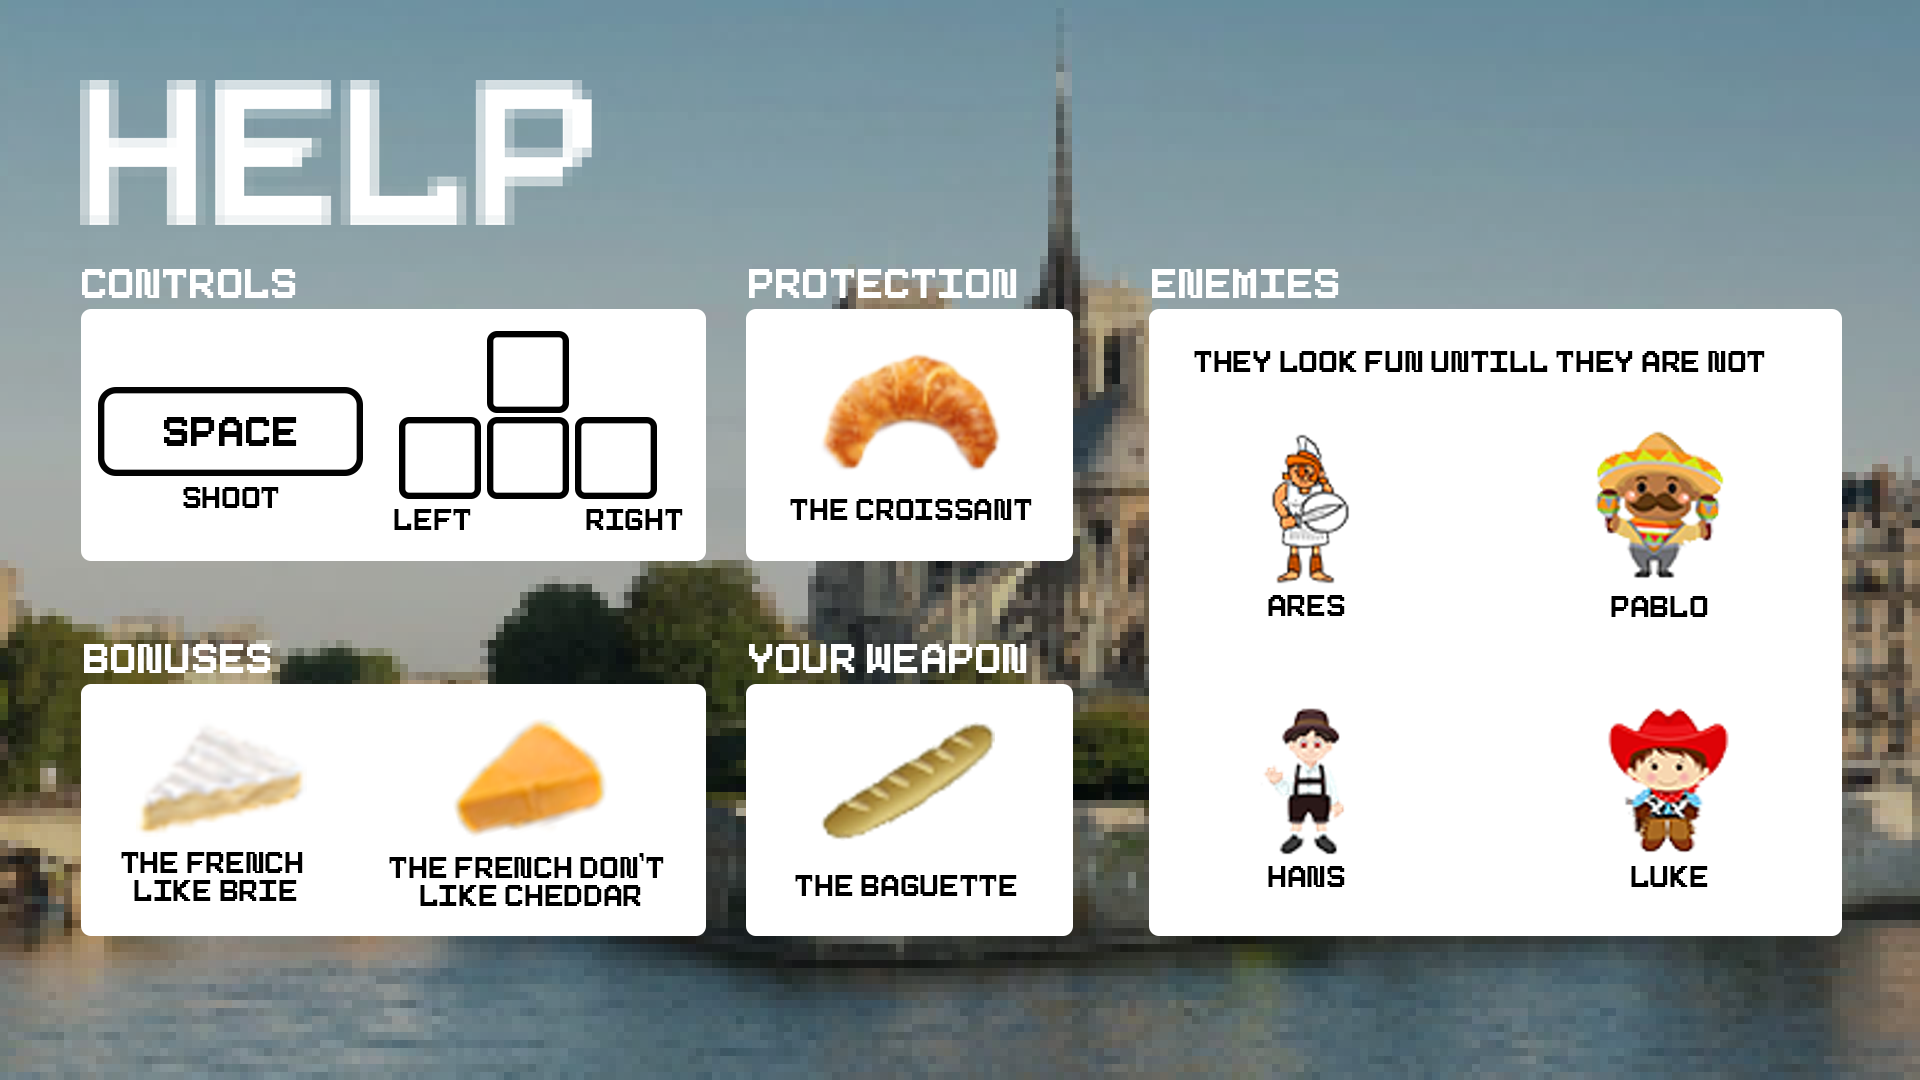 HELP
CONTROLS
SPACE
SHOOT
LEFT
RIGHT
PROTECTION
THE CROISSANT
ENEMIES
THEY LOOK FUN UNTILL THEY ARE NOT
ARES
PABLO
HANS
LUKE
BONUSES
THE FRENCH
LIKE BRIE
THE FRENCH DON'T
LIKE CHEDDAR
YOUR WEAPON
THE BAGUETTE